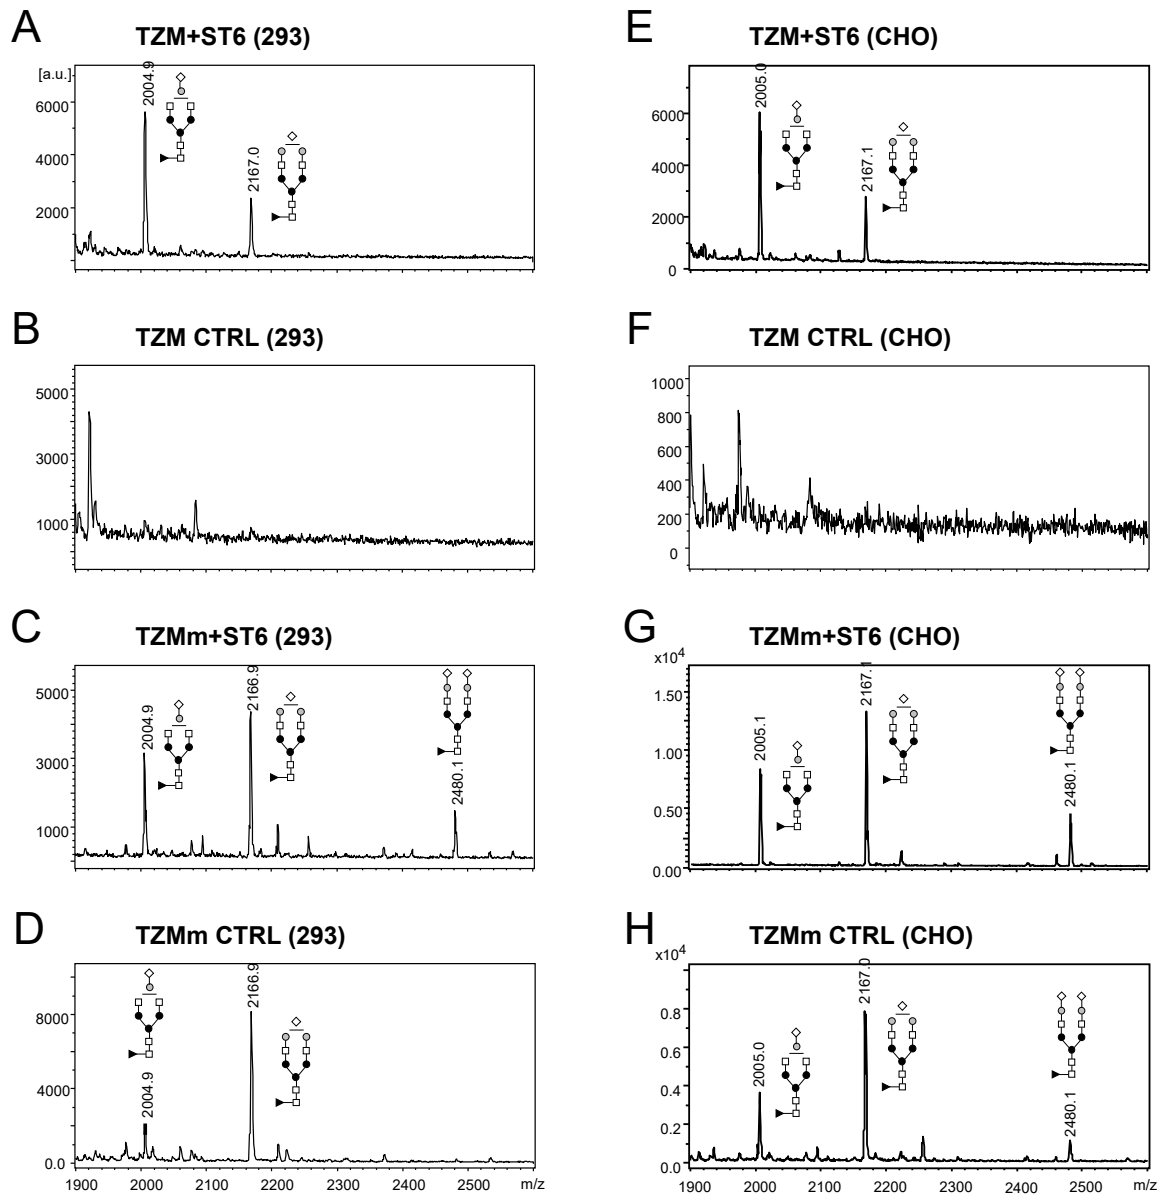 A
TZM+ST6 (293)
[a.u.]
6000
4000
2000
2004.9
2167.0
B
TZM CTRL (293)
5000
3000
1000
C
TZMm+ST6 (293)
5000
3000
1000
2004.9
2166.9
2480.1
D
TZMm CTRL (293)
8000
4000
0.0
2004.9
2166.9
1900
2000
2100
2200
2300
2400
2500
m/z
E
TZM+ST6 (CHO)
6000
4000
2000
0
2005.0
2167.1
F
TZM CTRL (CHO)
1000
800
600
400
200
0
G
TZMm+ST6 (CHO)
x10⁴
1.50
1.00
0.50
0.00
2005.1
2167.1
2480.1
H
TZMm CTRL (CHO)
x10⁴
0.8
0.6
0.4
0.2
0.0
2005.0
2167.0
2480.1
1900
2000
2100
2200
2300
2400
2500
m/z